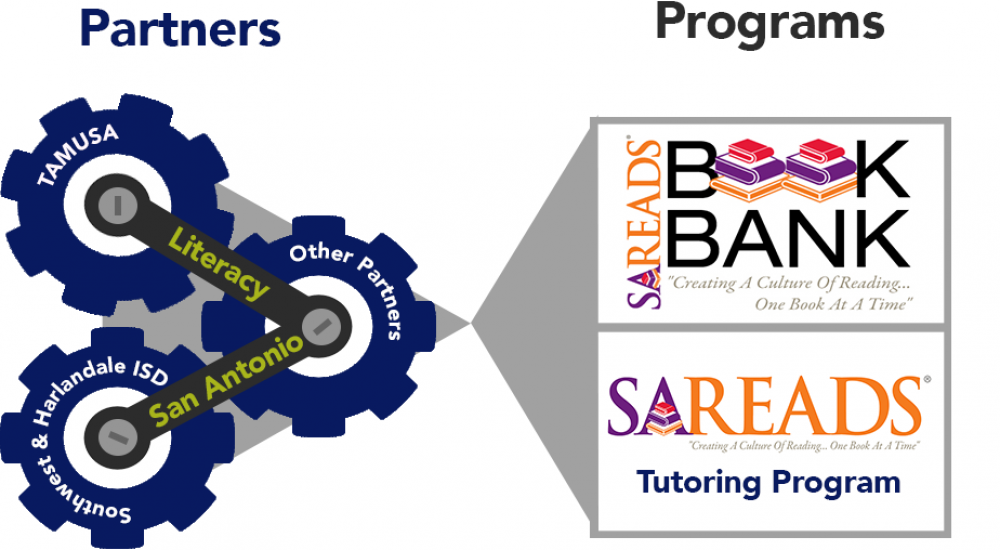 Partners
Programs
TAMUSA
Literacy
Other Partners
San Antonio
Southwest & Harlandale ISD
SAREADS®
BOOK
BANK
"Creating A Culture Of Reading...
One Book At A Time"
SAREADS®
"Creating A Culture Of Reading... One Book At A Time"
Tutoring Program